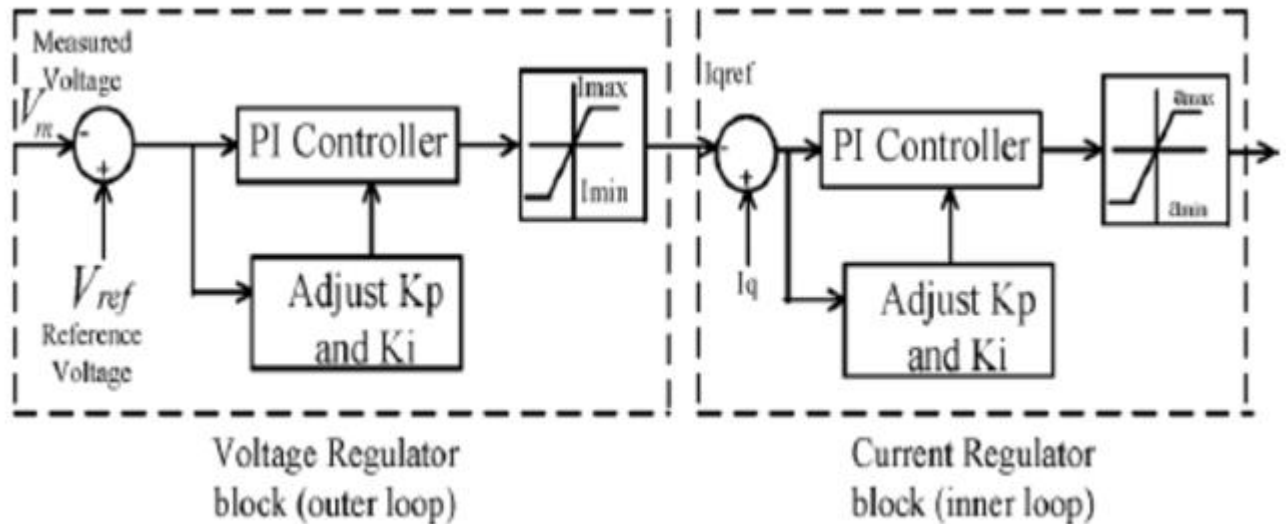 Measured
Voltage
Vm
-
+
Vref
Reference
Voltage
PI Controller
Adjust Kp
and Ki
Imax
Imin
Iqref
-
+
Iq
PI Controller
Adjust Kp
and Ki
amax
amin
Voltage Regulator
block (outer loop)
Current Regulator
block (inner loop)